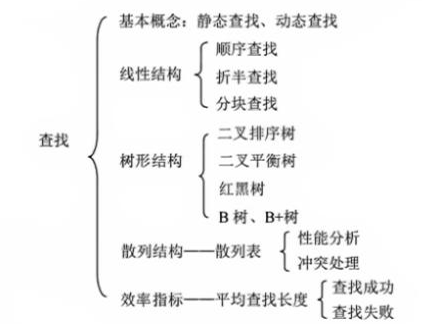 基本概念：静态查找、动态查找
顺序查找
线性结构
折半查找
分块查找
查找
二叉排序树
树形结构
二叉平衡树
红黑树
B 树、B+树
性能分析
散列结构——散列表
冲突处理
查找成功
效率指标——平均查找长度
查找失败